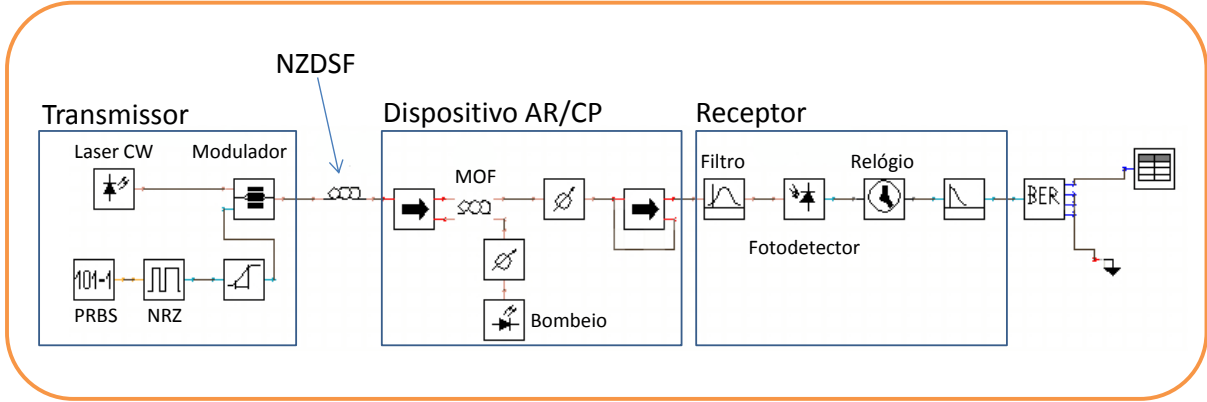 NZDSF
Transmissor
Dispositivo AR/CP
Receptor
Laser CW
Modulador
MOF
Filtro
Relógio
BER
Fotodetector
101-1
PRBS
NRZ
Bombeio